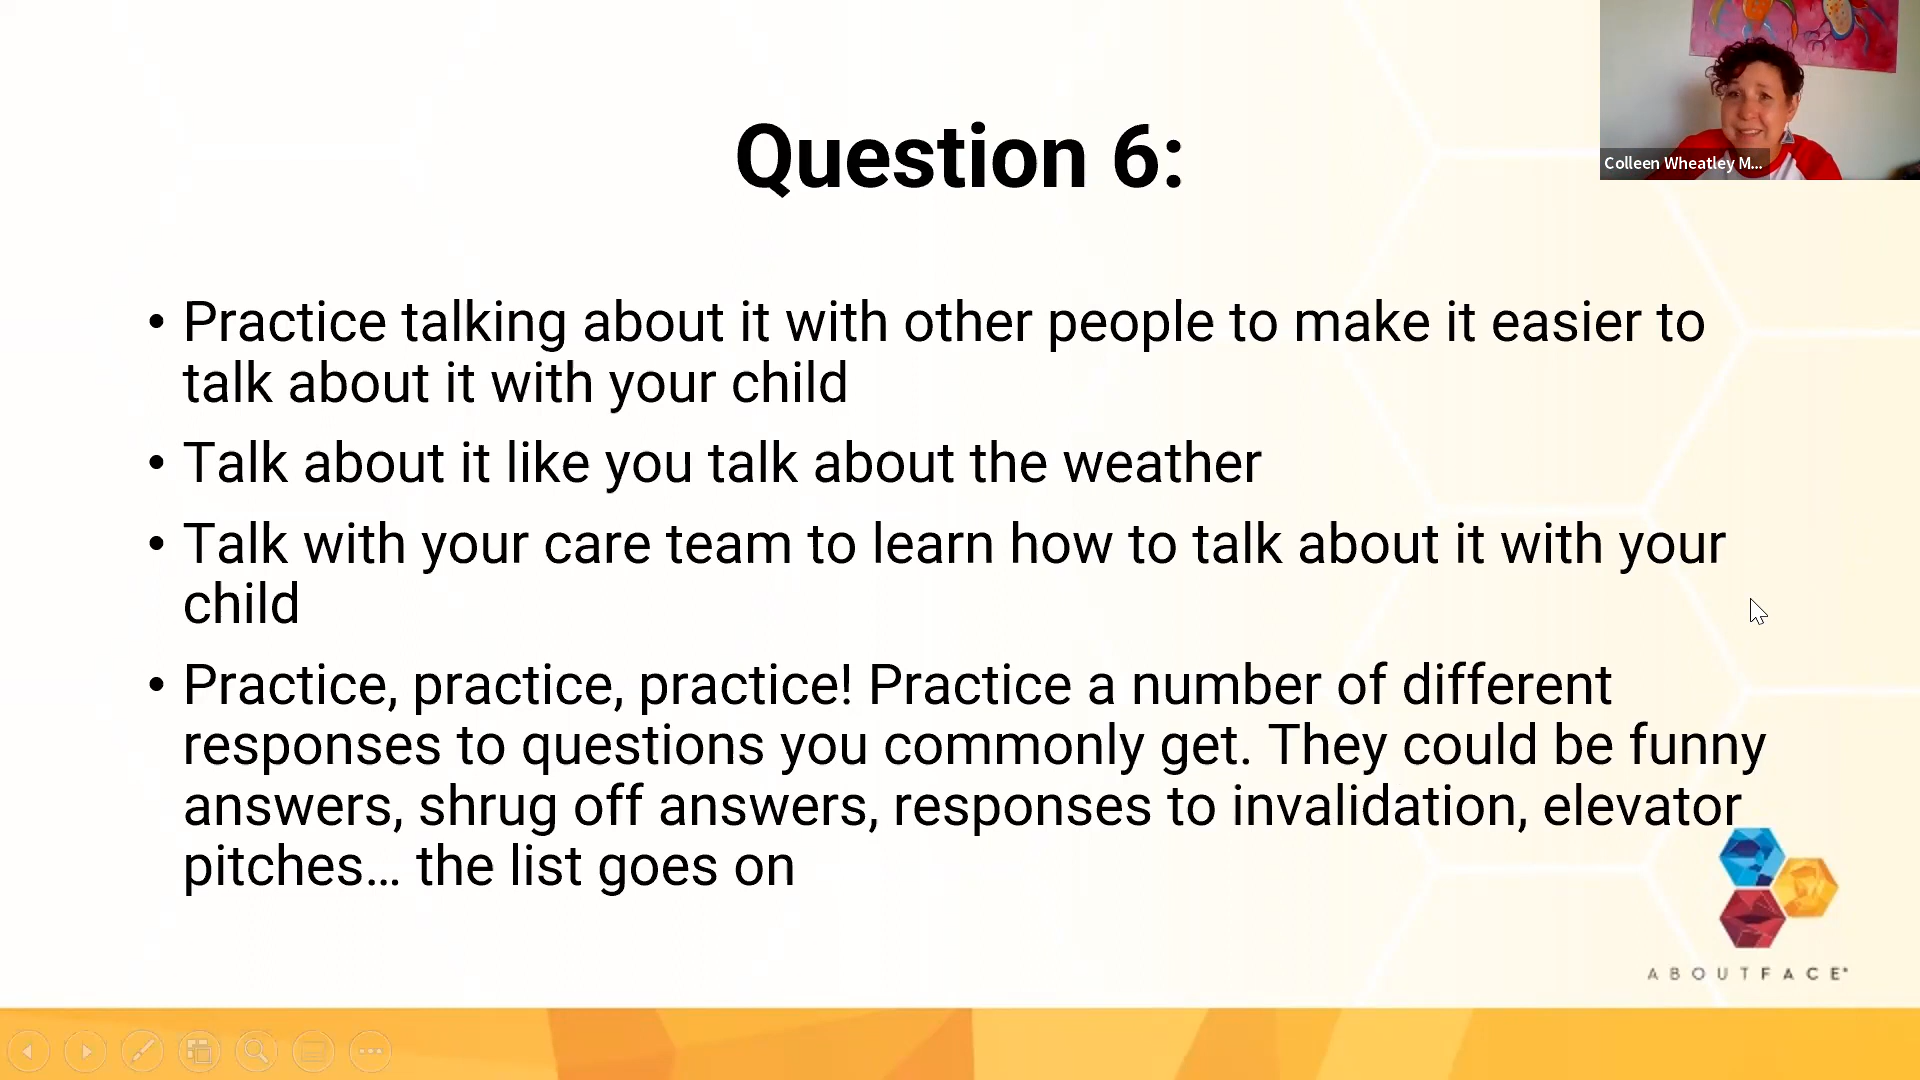 Question 6:
Colleen Wheatley M...
• Practice talking about it with other people to make it easier to
talk about it with your child
• Talk about it like you talk about the weather
• Talk with your care team to learn how to talk about it with your
child
• Practice, practice, practice! Practice a number of different
responses to questions you commonly get. They could be funny
answers, shrug off answers, responses to invalidation, elevator
pitches... the list goes on
ABOUTFACE